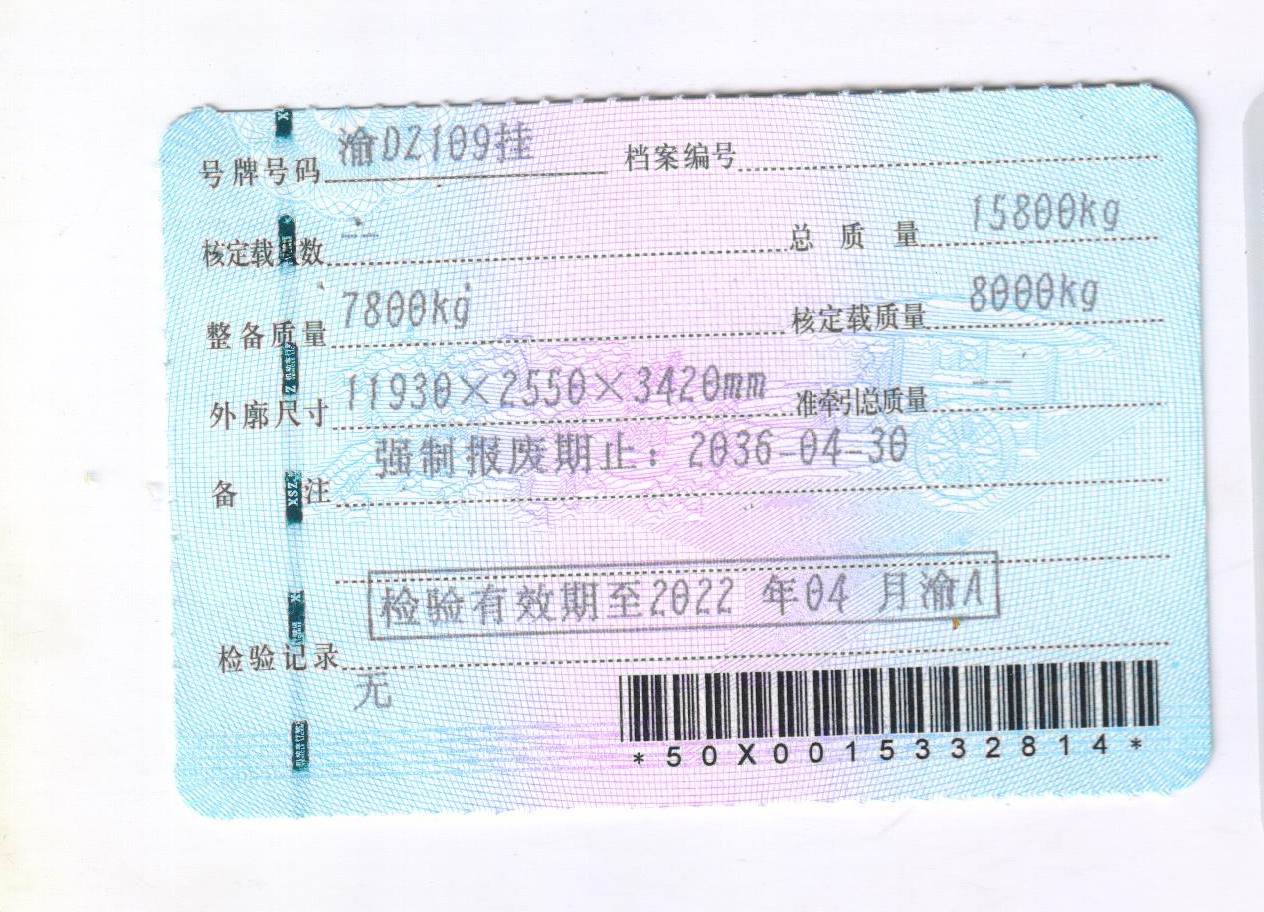 号牌号码 渝DZ109挂 档案编号
核定载人数 -- 总质量 15800kg
整备质量 7800kg 核定载质量 8000kg
外廓尺寸 11930×2550×3420mm 准牵引总质量 --
备注 强制报废期止：2036-04-30
检验有效期至2022 年04 月渝A
检验记录
无
*50X0015332814*